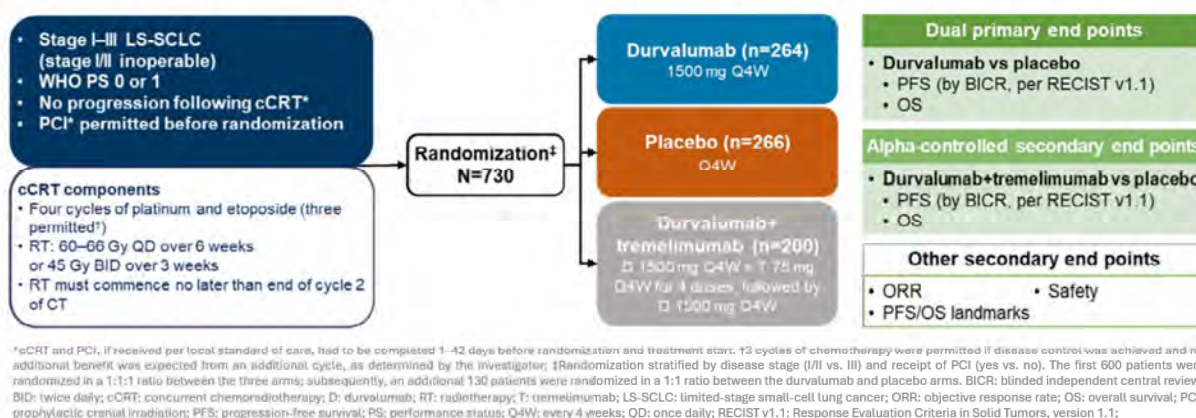 • Stage I–III LS-SCLC
(stage I/II inoperable)
• WHO PS 0 or 1
• No progression following cCRT*
• PCI* permitted before randomization
cCRT components
• Four cycles of platinum and etoposide (three
permitted†)
• RT: 60–66 Gy QD over 6 weeks
or 45 Gy BID over 3 weeks
• RT must commence no later than end of cycle 2
of CT
Randomization‡
N=730
Durvalumab (n=264)
1500 mg Q4W
Placebo (n=266)
Q4W
Durvalumab+
tremelimumab (n=200)
D 1500 mg Q4W + T 75 mg
Q4W for 4 doses, followed by
D 1500 mg Q4W
Dual primary end points
• Durvalumab vs placebo
• PFS (by BICR, per RECIST v1.1)
• OS
Alpha-controlled secondary end points
• Durvalumab+tremelimumab vs placebo
• PFS (by BICR, per RECIST v1.1)
• OS
Other secondary end points
• ORR • Safety
• PFS/OS landmarks
*cCRT and PCI, if received per local standard of care, had to be completed 1–42 days before randomization and treatment start. †3 cycles of chemotherapy were permitted if disease control was achieved and
additional benefit was expected from an additional cycle, as determined by the investigator; ‡Randomization stratified by disease stage (I/II vs. III) and receipt of PCI (yes vs. no). The first 600 patients were
randomized in a 1:1:1 ratio between the three arms; subsequently, an additional 130 patients were randomized in a 1:1 ratio between the durvalumab and placebo arms. BICR: blinded independent central review
BID: twice daily; cCRT: concurrent chemoradiotherapy; D: durvalumab; RT: radiotherapy; T: tremelimumab; LS-SCLC: limited-stage small-cell lung cancer; ORR: objective response rate; OS: overall survival; PC
prophylactic cranial irradiation; PFS: progression-free survival; PS: performance status; Q4W: every 4 weeks; QD: once daily; RECIST v1.1: Response Evaluation Criteria in Solid Tumors, version 1.1;